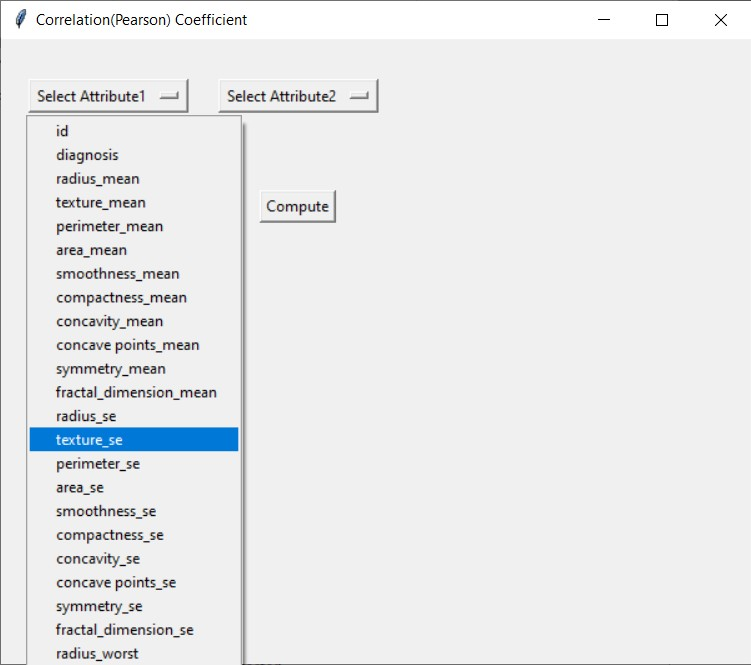 Correlation(Pearson) Coefficient
Select Attribute1 Select Attribute2
id
diagnosis
radius_mean
texture_mean
Compute
perimeter_mean
area_mean
smoothness_mean
compactness_mean
concavity_mean
concave points_mean
symmetry_mean
fractal_dimension_mean
radius_se
texture_se
perimeter_se
area_se
smoothness_se
compactness_se
concavity_se
concave points_se
symmetry_se
fractal_dimension_se
radius_worst